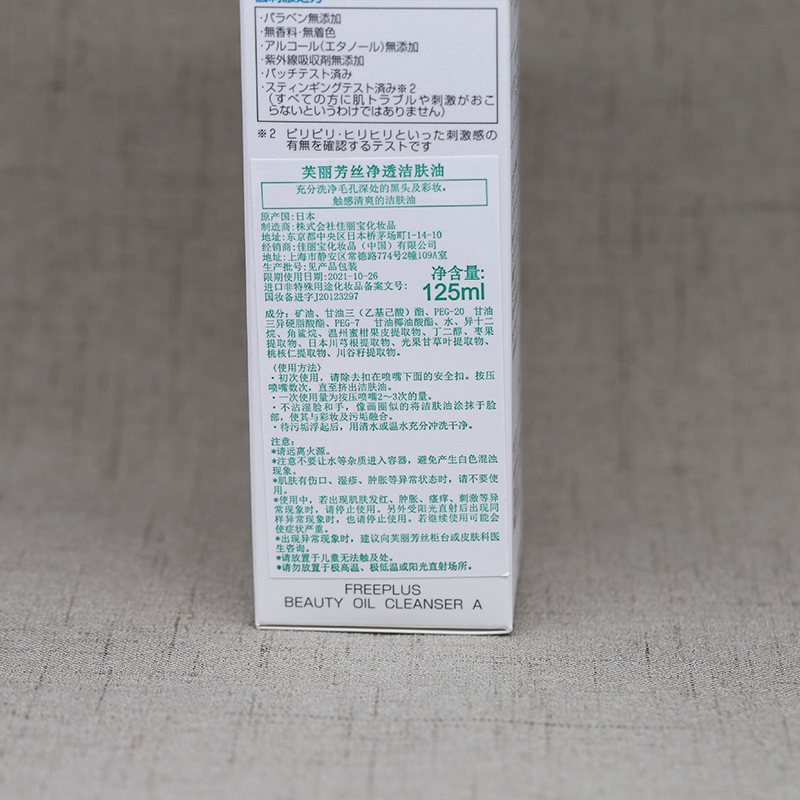 ・パラベン無添加
・無香料・無着色
・アルコール(エタノール)無添加
・紫外線吸収剤無添加
・パッチテスト済み
・スティンギングテスト済み※2
(すべての方に肌トラブルや刺激がおこ
らないというわけではありません)
※2 ピリピリ・ヒリヒリといった刺激感の
有無を確認するテストです
芙丽芳丝净透洁肤油
充分洗净毛孔深处的黑头及彩妆，
触感清爽的洁肤油
原产国:日本
制造商:株式会社佳丽宝化妆品
地址:东京都中央区日本桥茅场町1-14-10
经销商:佳丽宝化妆品（中国）有限公司
地址:上海市静安区常德路774号2幢109A室
生产批号:见产品包装
限期使用日期:2021-10-26
进口非特殊用途化妆品备案文号:
国妆备进字J20123297
净含量:
125ml
成分：矿油、甘油三（乙基己酸）酯、PEG-20 甘油
三异硬脂酸酯、PEG-7 甘油椰油酸酯、水、异十二
烷、角鲨烷、温州蜜柑果皮提取物、丁二醇、枣果
提取物、日本川芎根提取物、光果甘草叶提取物、
桃核仁提取物、川谷籽提取物。
〈使用方法〉
・初次使用，请除去扣在喷嘴下面的安全扣。按压
喷嘴数次，直至挤出洁肤油。
・一次使用量为按压喷嘴2～3次的量。
・不沾湿脸和手，像画圈似的将洁肤油涂抹于脸
部，使其与彩妆及污垢融合。
・待污垢浮起后，用清水或温水充分冲洗干净。
注意:
*请远离火源。
*注意不要让水等杂质进入容器，避免产生白色混浊
现象。
*肌肤有伤口、湿疹、肿胀等异常状态时，请不要使
用。
*使用中，若出现肌肤发红、肿胀、瘙痒、刺激等异
常现象时，请停止使用。另外受阳光直射后出现同
样异常现象时，也请停止使用。若继续使用可能会
使症状严重。
*出现异常现象时，建议向芙丽芳丝柜台或皮肤科医
生咨询。
*请放置于儿童无法触及处。
*请勿放置于极高温、极低温或阳光直射场所。
FREEPLUS
BEAUTY OIL CLEANSER A